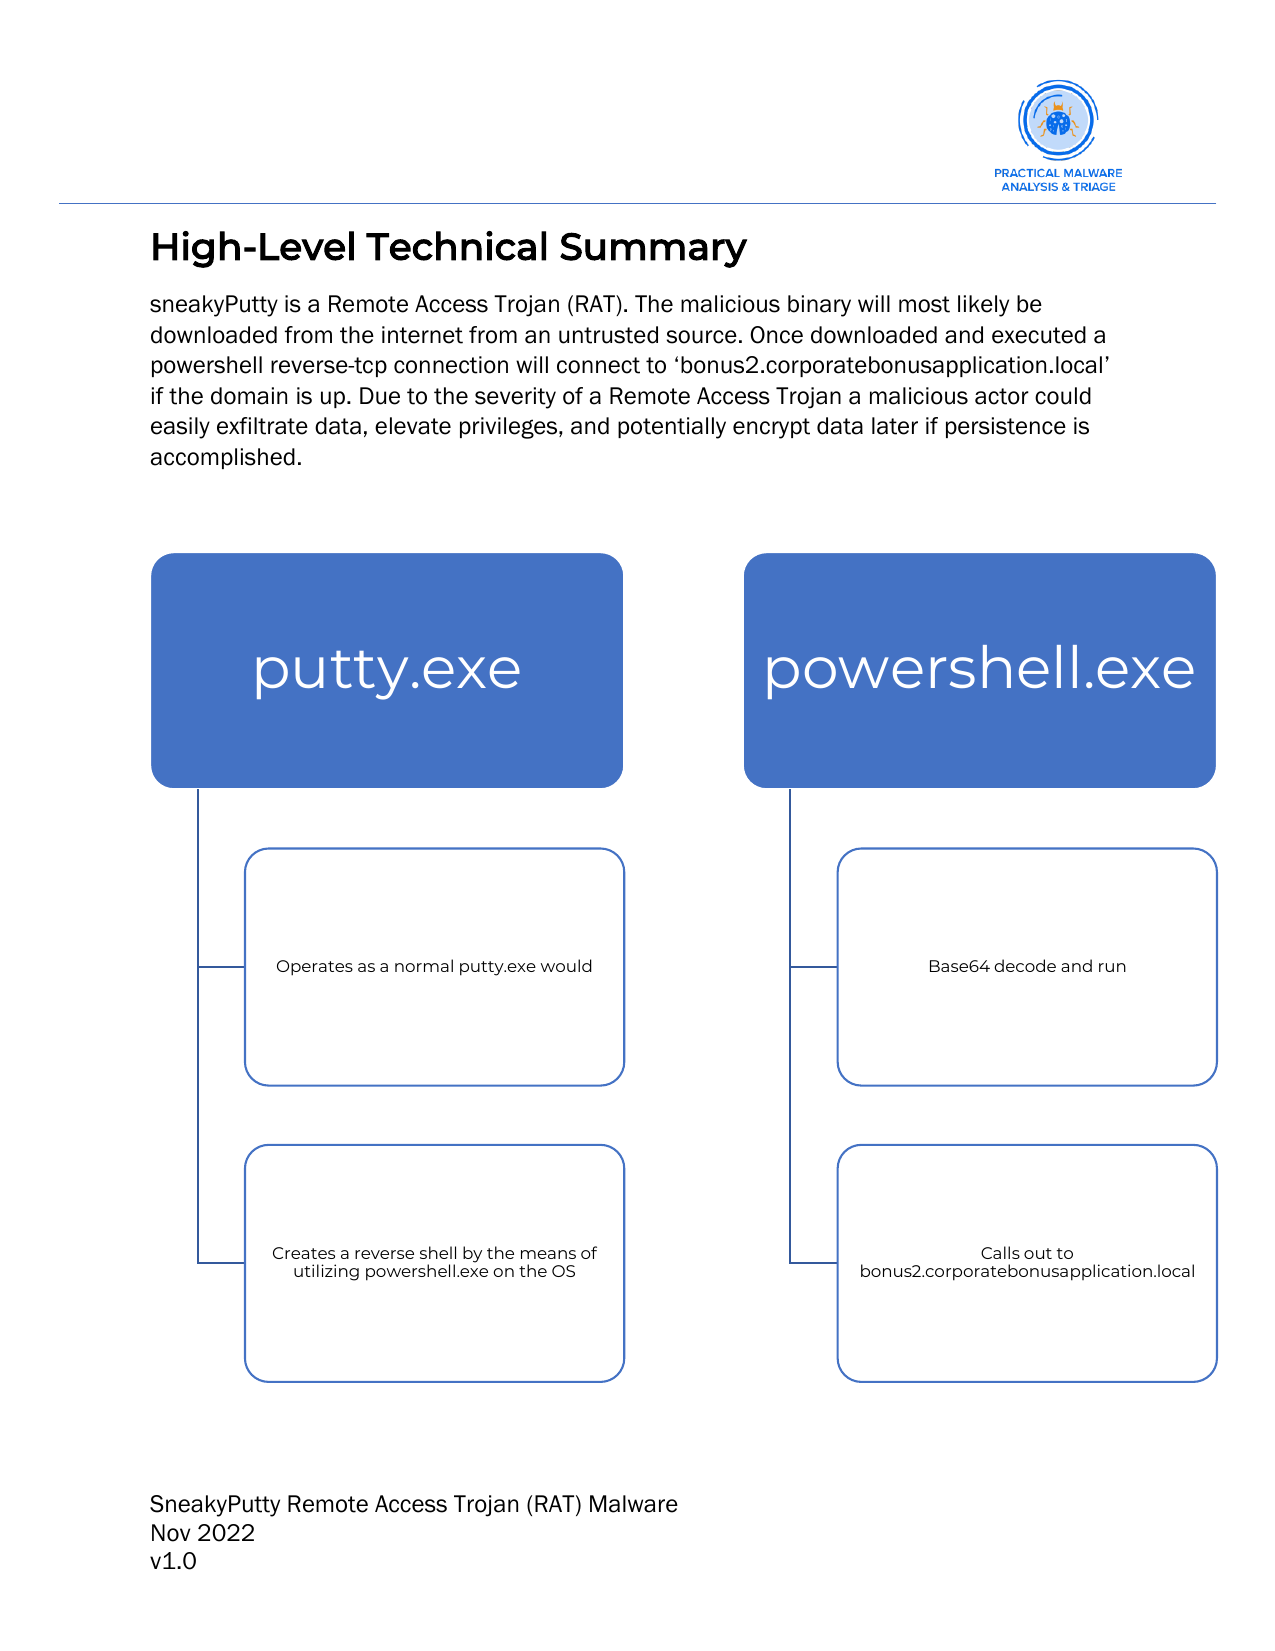 PRACTICAL MALWARE
ANALYSIS & TRIAGE
High-Level Technical Summary
sneakyPutty is a Remote Access Trojan (RAT). The malicious binary will most likely be
downloaded from the internet from an untrusted source. Once downloaded and executed a
powershell reverse-tcp connection will connect to ‘bonus2.corporatebonusapplication.local’
if the domain is up. Due to the severity of a Remote Access Trojan a malicious actor could
easily exfiltrate data, elevate privileges, and potentially encrypt data later if persistence is
accomplished.
putty.exe
Operates as a normal putty.exe would
Creates a reverse shell by the means of
utilizing powershell.exe on the OS
powershell.exe
Base64 decode and run
Calls out to
bonus2.corporatebonusapplication.local
SneakyPutty Remote Access Trojan (RAT) Malware
Nov 2022
v1.0